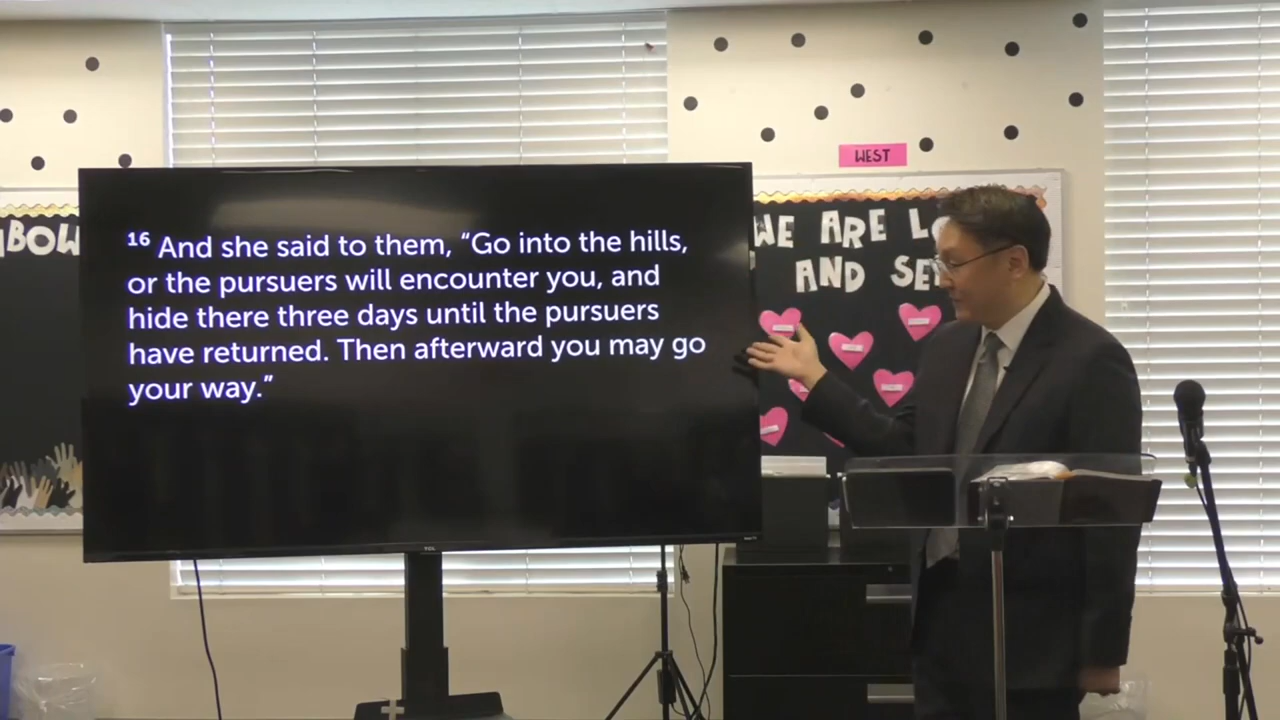 WEST
BOW
WE ARE
AND
16 And she said to them, “Go into the hills,
or the pursuers will encounter you, and
hide there three days until the pursuers
have returned. Then afterward you may go
your way.”
TCL